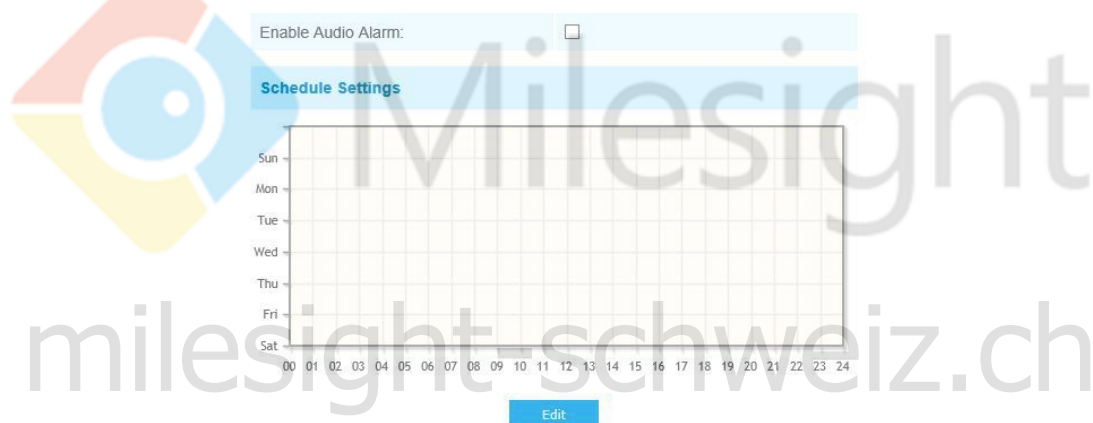 Enable Audio Alarm:
Schedule Settings
Milesight
Sun
Mon
Tue
Wed
Thu
Fri
Sat
00 01 02 03 04 05 06 07 08 09 10 11 12 13 14 15 16 17 18 19 20 21 22 23 24
milesight-schweiz.ch
Edit